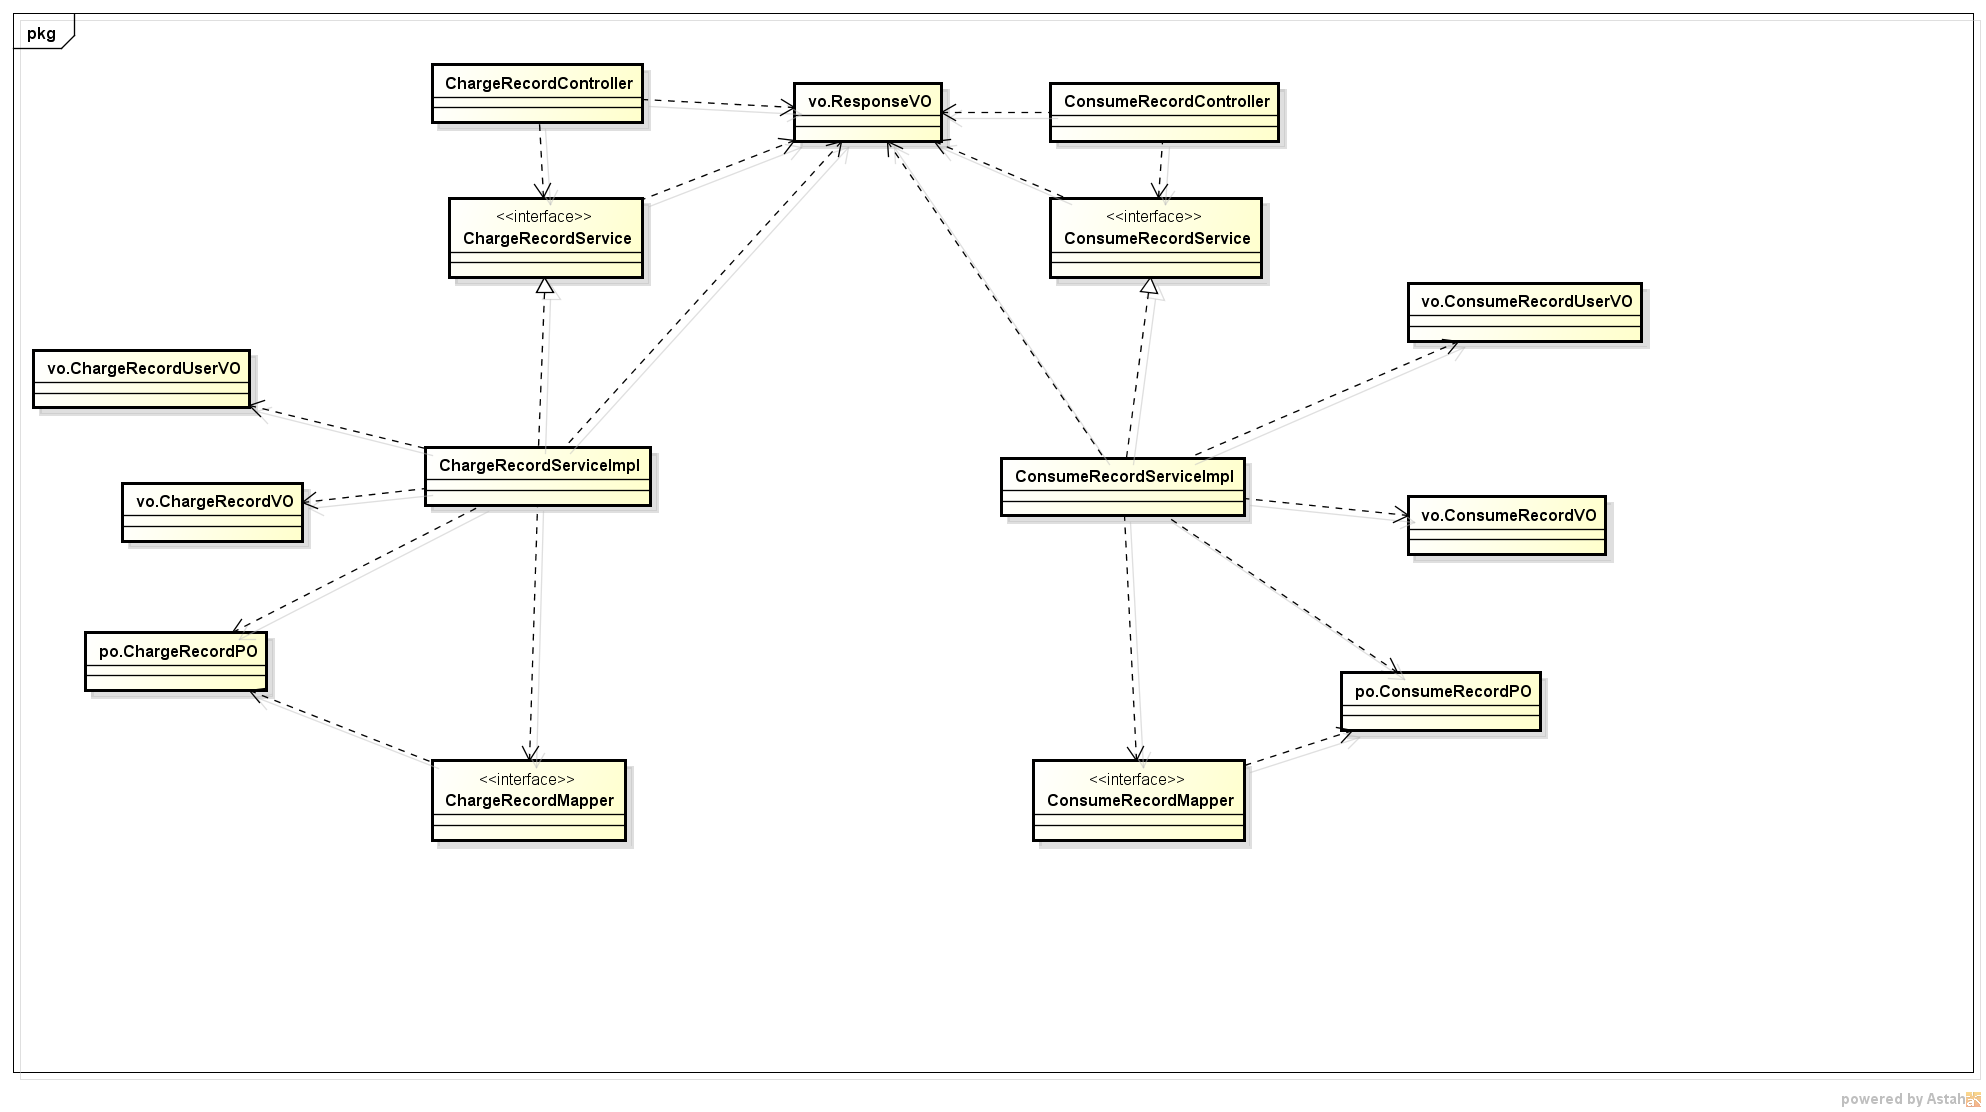 pkg
ChargeRecordController
vo.ResponseVO
ConsumeRecordController
<<interface>>
ChargeRecordService
<<interface>>
ConsumeRecordService
vo.ConsumeRecordUserVO
vo.ChargeRecordUserVO
ChargeRecordServiceImpl
ConsumeRecordServiceImpl
vo.ChargeRecordVO
vo.ConsumeRecordVO
po.ChargeRecordPO
po.ConsumeRecordPO
<<interface>>
ChargeRecordMapper
<<interface>>
ConsumeRecordMapper
powered by Astah